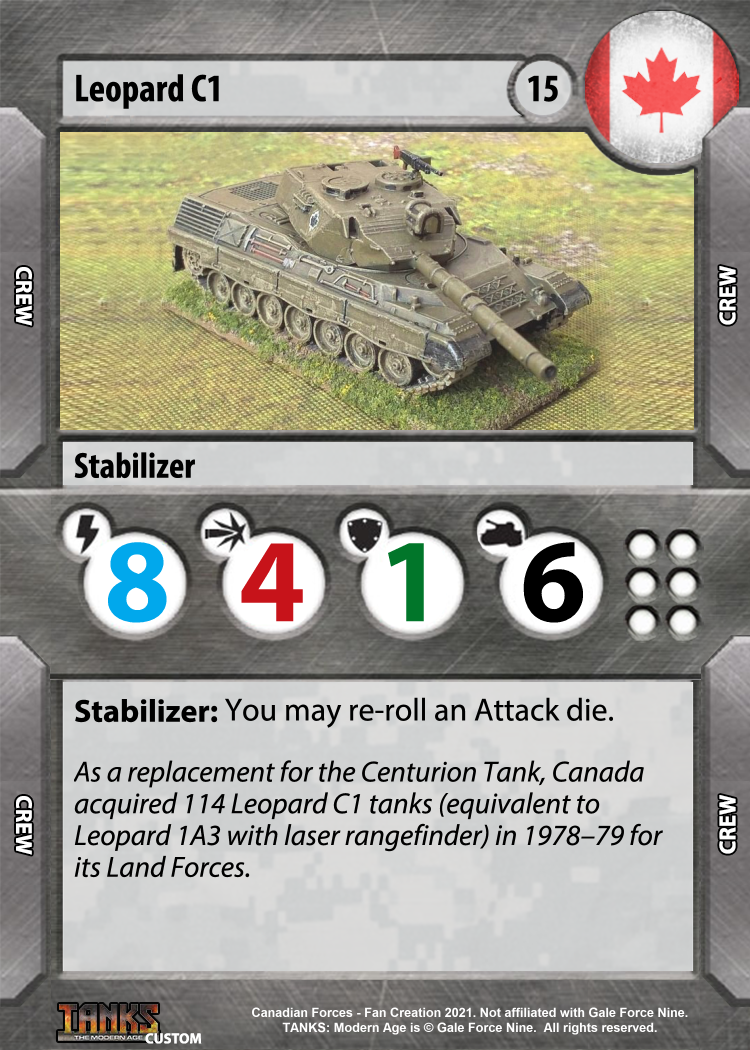 Leopard C1
15
CREW
CREW
Stabilizer
8 4 1 6
Stabilizer: You may re-roll an Attack die.
As a replacement for the Centurion Tank, Canada
acquired 114 Leopard C1 tanks (equivalent to
Leopard 1A3 with laser rangefinder) in 1978–79 for
its Land Forces.
CREW
CREW
TANKS
THE MODERN AGE
CUSTOM
Canadian Forces - Fan Creation 2021. Not affiliated with Gale Force Nine.
TANKS: Modern Age is © Gale Force Nine. All rights reserved.